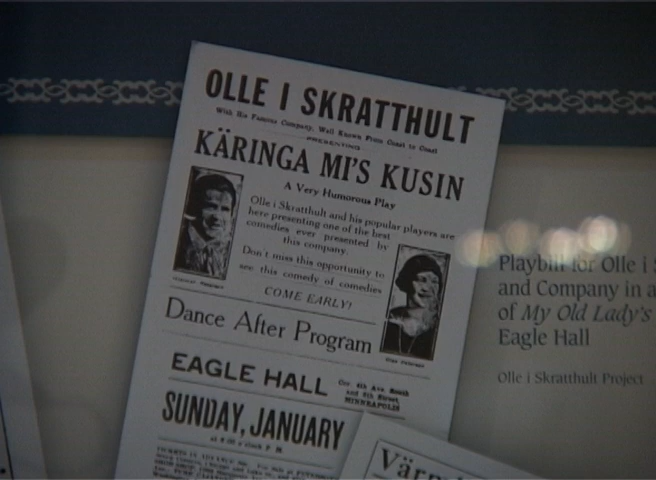 OLLE I SKRATTHULT
With His Famous Company, Well Known From Coast to Coast
PRESENTING
KÄRINGA MI'S KUSIN
A Very Humorous Play
Olle i Skratthult and his popular players are
here presenting one of the best
comedies ever presented by
this company.
Don't miss this opportunity to
see this comedy of comedies
COME EARLY!
Dance After Program
EAGLE HALL
Cor. 4th Ave. South
and 8th Street,
MINNEAPOLIS
SUNDAY, JANUARY
Playbill for Olle i
and Company in a
of My Old Lady's
Eagle Hall
Olle i Skratthult Project